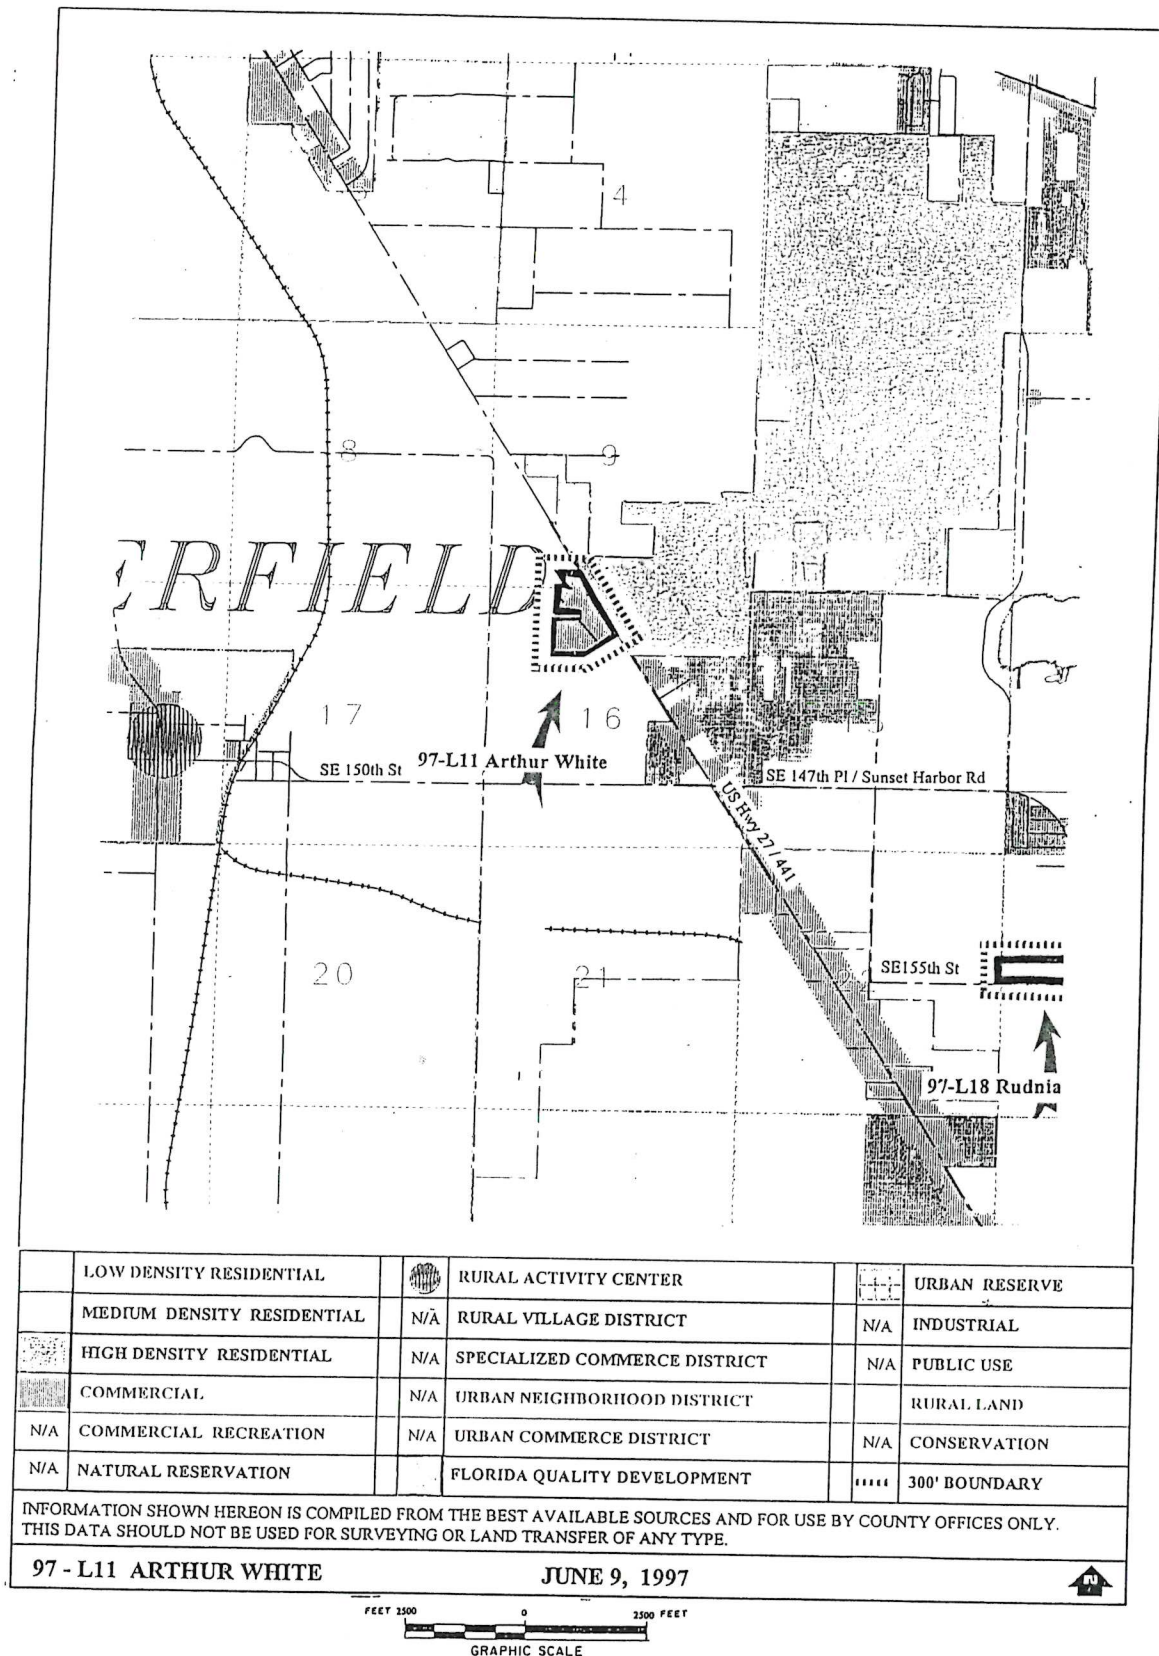 4
8
9
ERFIELD
17
16
97-L11 Arthur White
SE 150th St
SE 147th Pl / Sunset Harbor Rd
US Hwy 27 / 441
20
21
SE155th St
97-L18 Rudnia
LOW DENSITY RESIDENTIAL
RURAL ACTIVITY CENTER
URBAN RESERVE
MEDIUM DENSITY RESIDENTIAL
N/A RURAL VILLAGE DISTRICT
N/A INDUSTRIAL
HIGH DENSITY RESIDENTIAL
N/A SPECIALIZED COMMERCE DISTRICT
N/A PUBLIC USE
COMMERCIAL
N/A URBAN NEIGHBORHOOD DISTRICT
RURAL LAND
N/A COMMERCIAL RECREATION
N/A URBAN COMMERCE DISTRICT
N/A CONSERVATION
N/A NATURAL RESERVATION
FLORIDA QUALITY DEVELOPMENT
300' BOUNDARY
INFORMATION SHOWN HEREON IS COMPILED FROM THE BEST AVAILABLE SOURCES AND FOR USE BY COUNTY OFFICES ONLY.
THIS DATA SHOULD NOT BE USED FOR SURVEYING OR LAND TRANSFER OF ANY TYPE.
97 - L11 ARTHUR WHITE JUNE 9, 1997
N
FEET 2500 0 2500 FEET
GRAPHIC SCALE